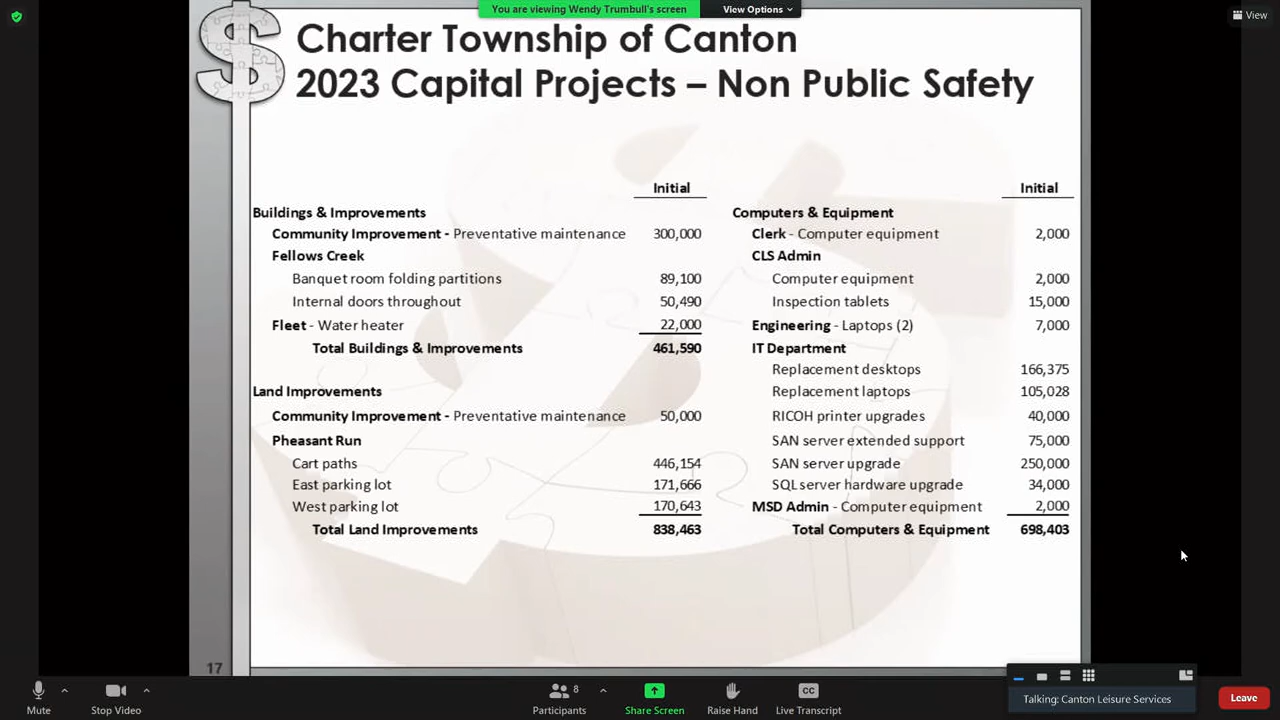 You are viewing Wendy Trumbull's screen
View Options
View
Charter Township of Canton
2023 Capital Projects – Non Public Safety
Initial
Buildings & Improvements
Community Improvement - Preventative maintenance 300,000
Fellows Creek
Banquet room folding partitions 89,100
Internal doors throughout 50,490
Fleet - Water heater 22,000
Total Buildings & Improvements 461,590
Land Improvements
Community Improvement - Preventative maintenance 50,000
Pheasant Run
Cart paths 446,154
East parking lot 171,666
West parking lot 170,643
Total Land Improvements 838,463
Initial
Computers & Equipment
Clerk - Computer equipment 2,000
CLS Admin
Computer equipment 2,000
Inspection tablets 15,000
Engineering - Laptops (2) 7,000
IT Department
Replacement desktops 166,375
Replacement laptops 105,028
RICOH printer upgrades 40,000
SAN server extended support 75,000
SAN server upgrade 250,000
SQL server hardware upgrade 34,000
MSD Admin - Computer equipment 2,000
Total Computers & Equipment 698,403
17
Mute
Stop Video
8
Participants
Share Screen
Raise Hand
CC
Live Transcript
Talking: Canton Leisure Services
Leave